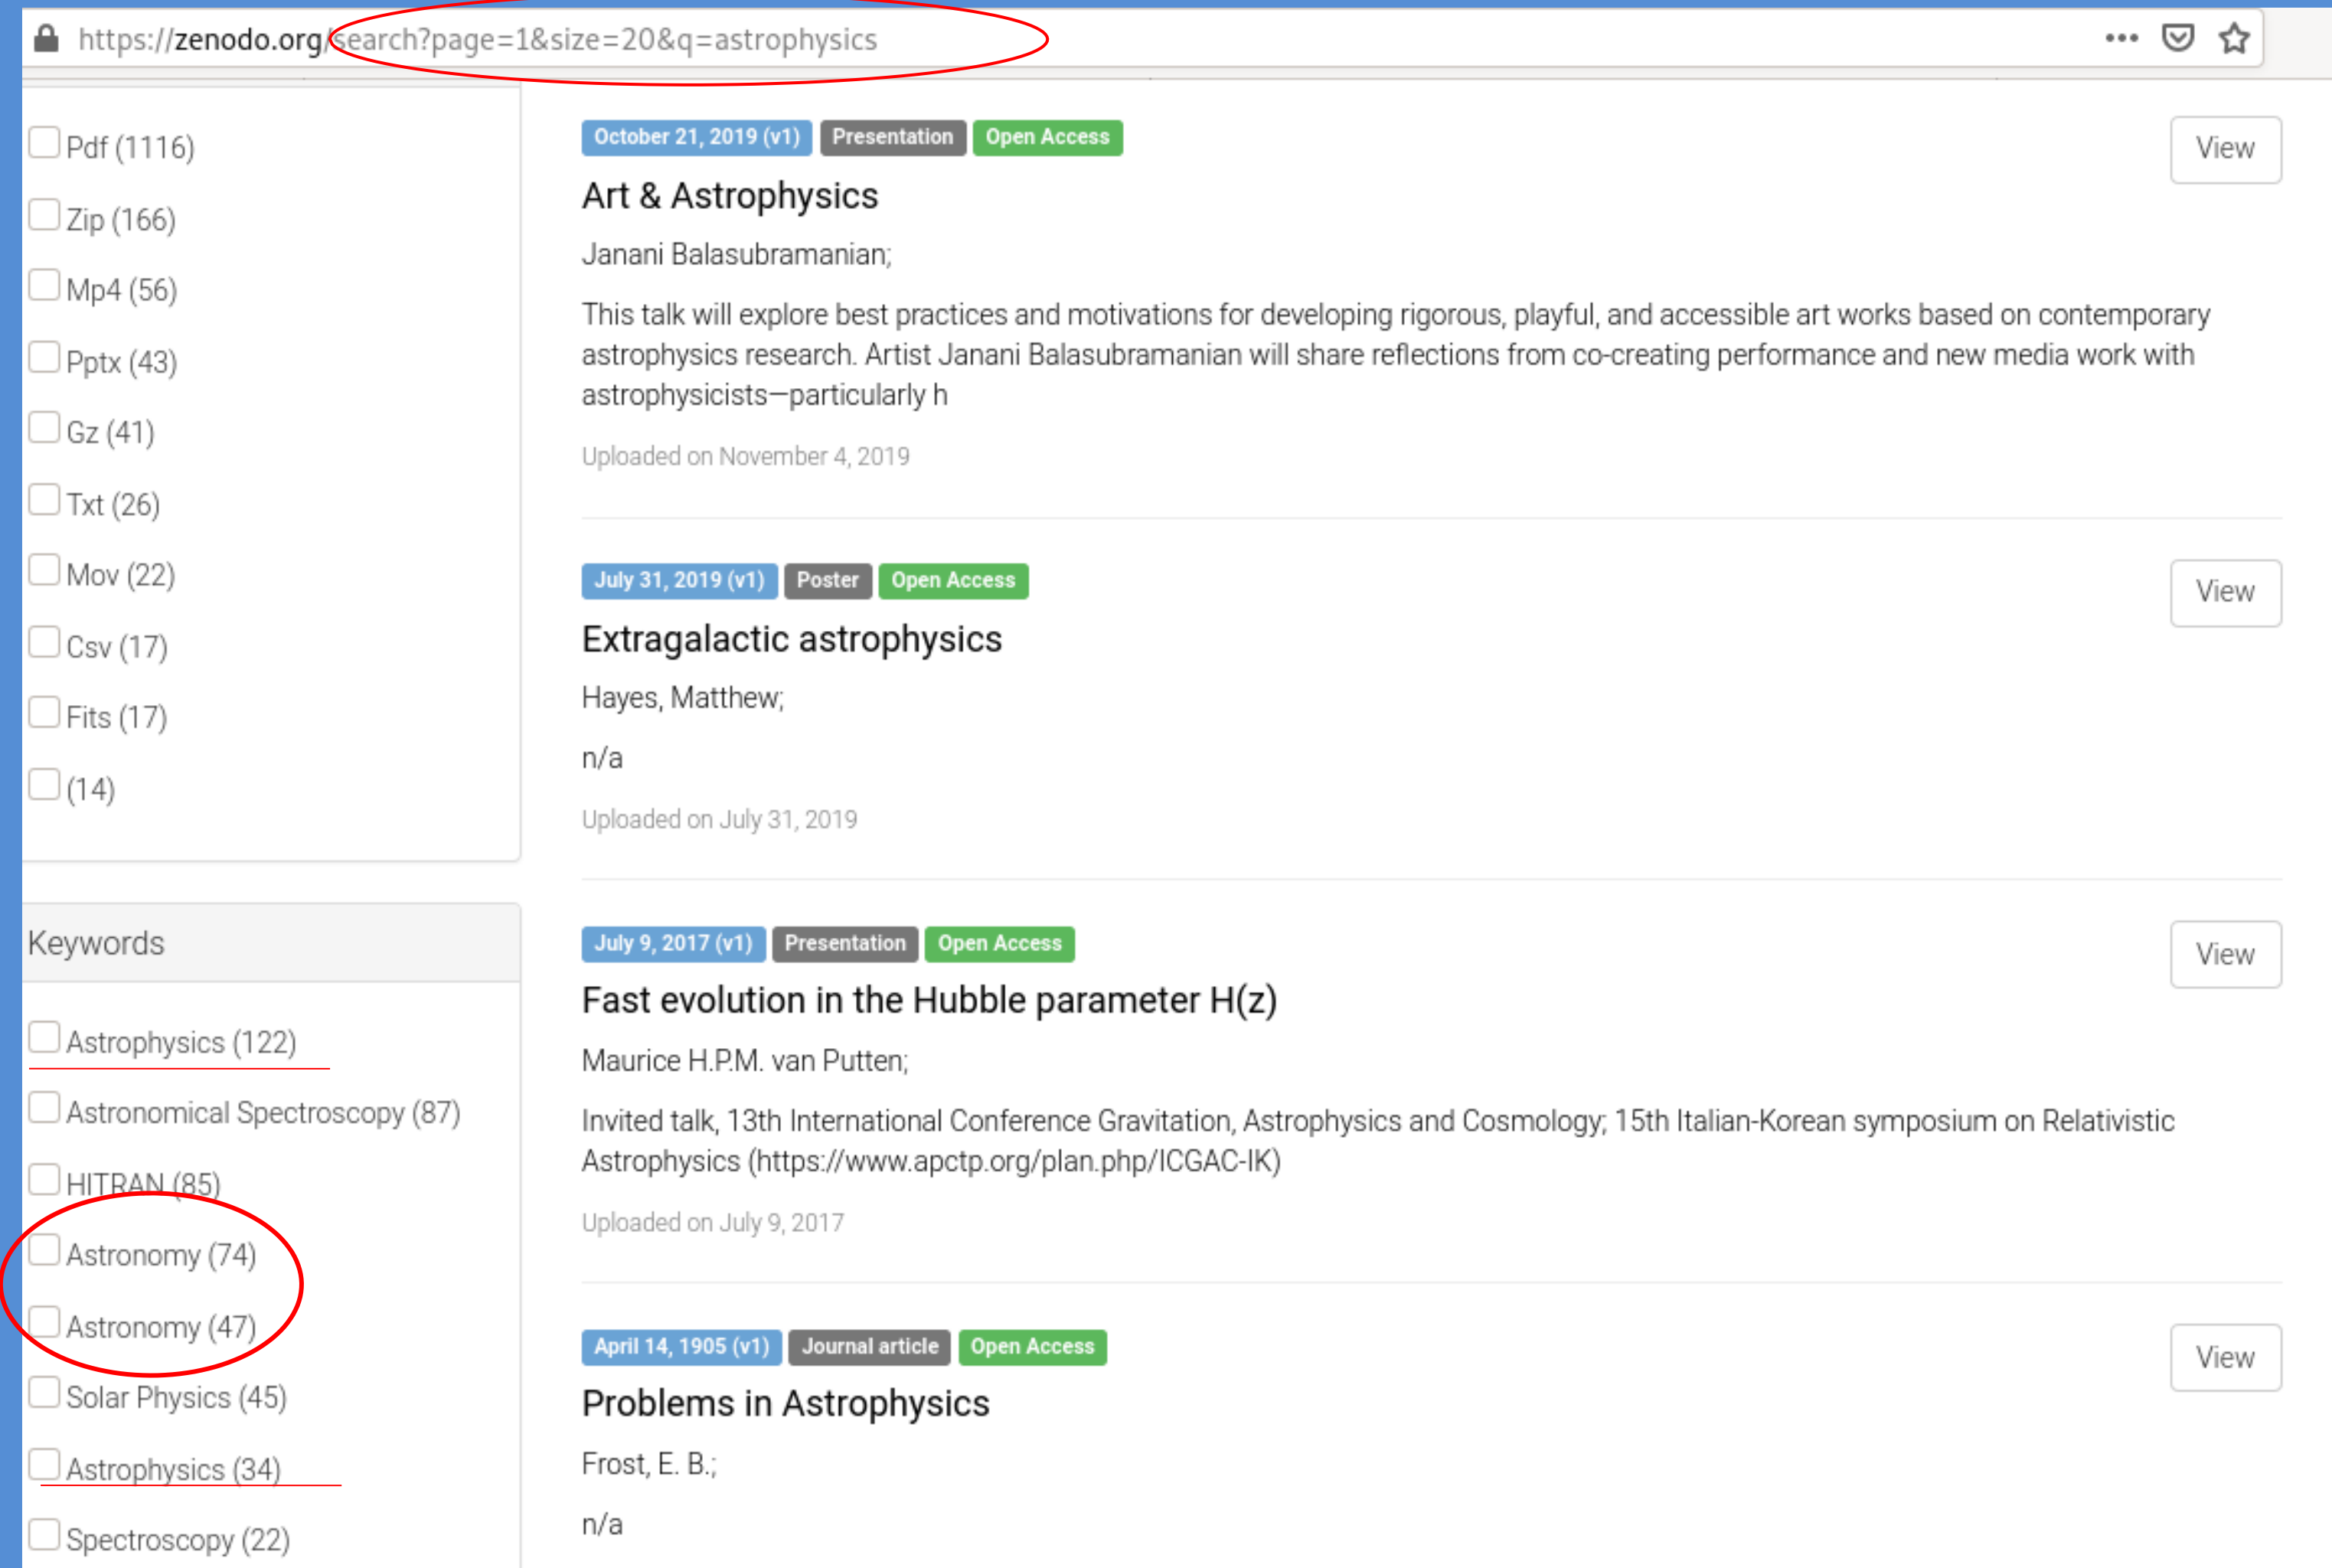 https://zenodo.org/search?page=1&size=20&q=astrophysics
Pdf (1116)
Zip (166)
Mp4 (56)
Pptx (43)
Gz (41)
Txt (26)
Mov (22)
Csv (17)
Fits (17)
(14)
Keywords
Astrophysics (122)
Astronomical Spectroscopy (87)
HITRAN (85)
Astronomy (74)
Astronomy (47)
Solar Physics (45)
Astrophysics (34)
Spectroscopy (22)
October 21, 2019 (v1) Presentation Open Access
View
Art & Astrophysics
Janani Balasubramanian;
This talk will explore best practices and motivations for developing rigorous, playful, and accessible art works based on contemporary
astrophysics research. Artist Janani Balasubramanian will share reflections from co-creating performance and new media work with
astrophysicists—particularly h
Uploaded on November 4, 2019
July 31, 2019 (v1) Poster Open Access
View
Extragalactic astrophysics
Hayes, Matthew;
n/a
Uploaded on July 31, 2019
July 9, 2017 (v1) Presentation Open Access
View
Fast evolution in the Hubble parameter H(z)
Maurice H.P.M. van Putten;
Invited talk, 13th International Conference Gravitation, Astrophysics and Cosmology; 15th Italian-Korean symposium on Relativistic
Astrophysics (https://www.apctp.org/plan.php/ICGAC-IK)
Uploaded on July 9, 2017
April 14, 1905 (v1) Journal article Open Access
View
Problems in Astrophysics
Frost, E. B.;
n/a